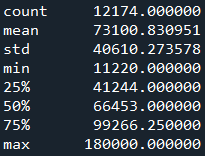 count 12174.000000
mean 73100.830951
std 40610.273578
min 11220.000000
25% 41244.000000
50% 66453.000000
75% 99266.250000
max 180000.000000